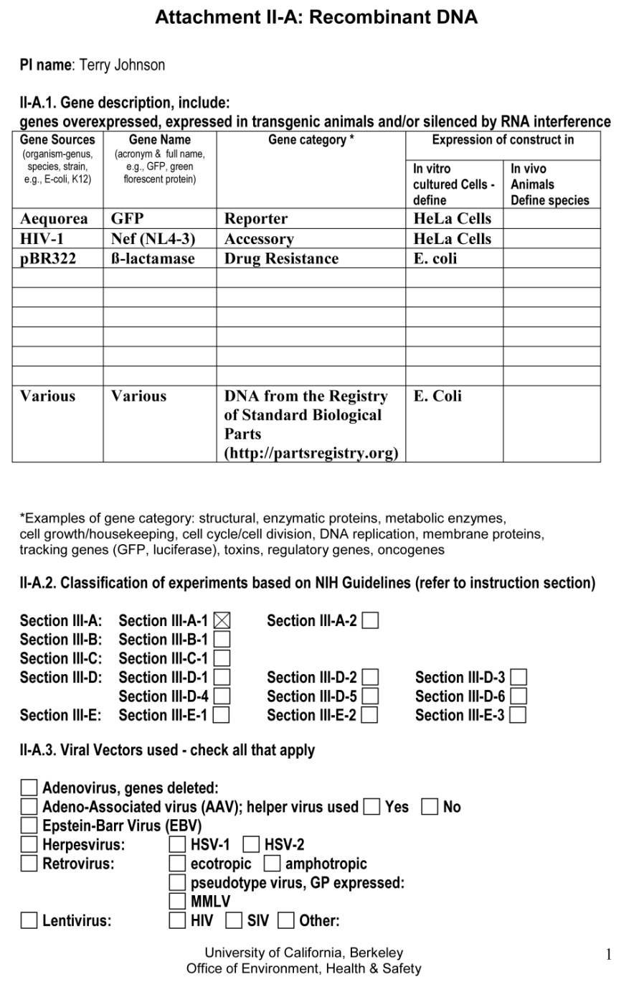 Attachment II-A: Recombinant DNA
PI name: Terry Johnson
II-A.1. Gene description, include:
genes overexpressed, expressed in transgenic animals and/or silenced by RNA interference
Gene Sources
(organism-genus,
species, strain,
e.g., E-coli, K12)
Gene Name
(acronym & full name,
e.g., GFP, green
florescent protein)
Gene category *
Expression of construct in
In vitro
cultured Cells -
define
In vivo
Animals
Define species
Aequorea GFP Reporter HeLa Cells
HIV-1 Nef (NL4-3) Accessory HeLa Cells
pBR322 ß-lactamase Drug Resistance E. coli
Various Various DNA from the Registry E. Coli
of Standard Biological
Parts
(http://partsregistry.org)
*Examples of gene category: structural, enzymatic proteins, metabolic enzymes,
cell growth/housekeeping, cell cycle/cell division, DNA replication, membrane proteins,
tracking genes (GFP, luciferase), toxins, regulatory genes, oncogenes
II-A.2. Classification of experiments based on NIH Guidelines (refer to instruction section)
Section III-A: Section III-A-1 Section III-A-2
Section III-B: Section III-B-1
Section III-C: Section III-C-1
Section III-D: Section III-D-1 Section III-D-2 Section III-D-3
Section III-D-4 Section III-D-5 Section III-D-6
Section III-E: Section III-E-1 Section III-E-2 Section III-E-3
II-A.3. Viral Vectors used - check all that apply
Adenovirus, genes deleted:
Adeno-Associated virus (AAV); helper virus used Yes No
Epstein-Barr Virus (EBV)
Herpesvirus: HSV-1 HSV-2
Retrovirus: ecotropic amphotropic
pseudotype virus, GP expressed:
MMLV
Lentivirus: HIV SIV Other:
University of California, Berkeley
Office of Environment, Health & Safety
1